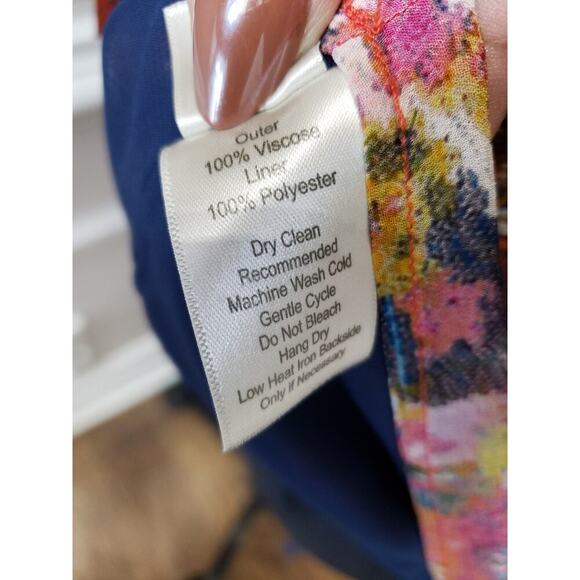 Outer
100% Viscose
Liner
100% Polyester
Dry Clean
Recommended
Machine Wash Cold
Gentle Cycle
Do Not Bleach
Hang Dry
Low Heat Iron Backside
Only If Necessary